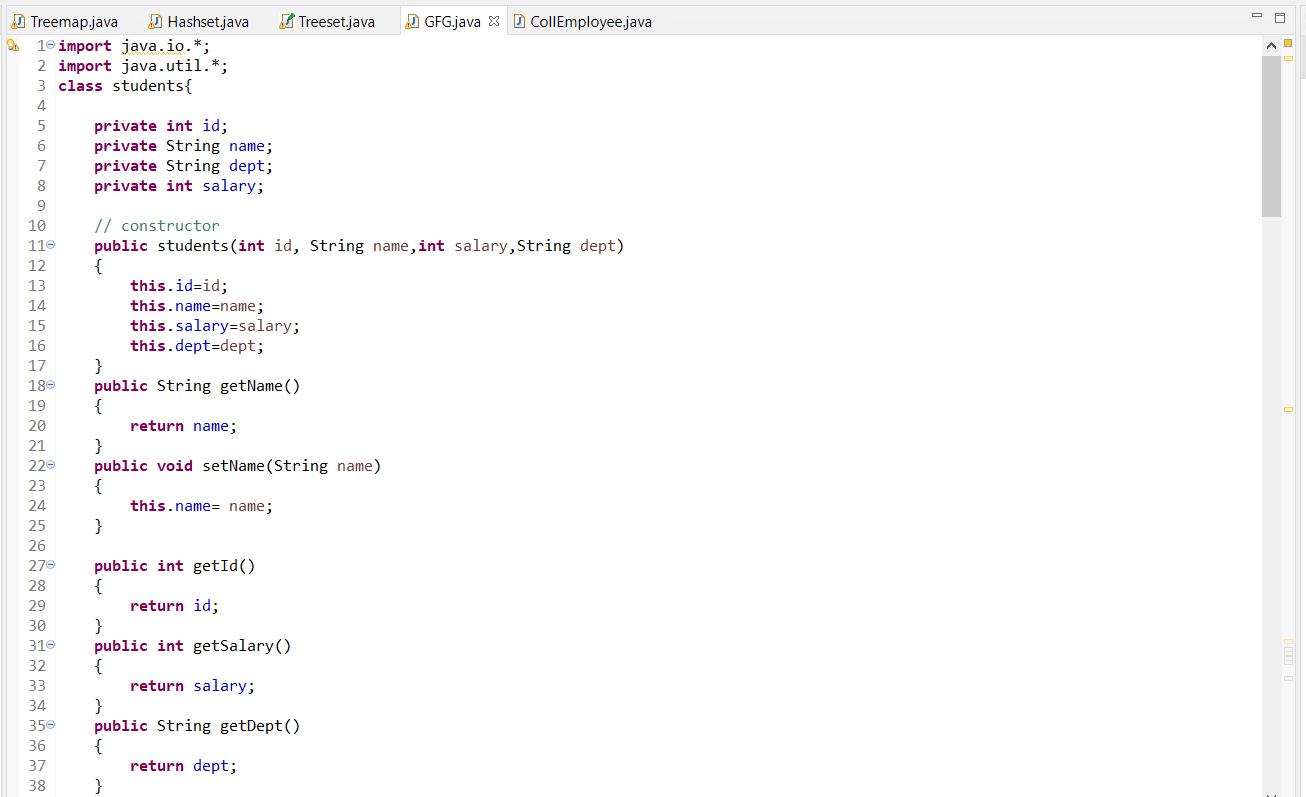 Treemap.java Hashset.java Treeset.java GFG.java CollEmployee.java
1 import java.io.*;
2 import java.util.*;
3 class students{
4
5 private int id;
6 private String name;
7 private String dept;
8 private int salary;
9
10 // constructor
11 public students(int id, String name,int salary,String dept)
12 {
13 this.id=id;
14 this.name=name;
15 this.salary=salary;
16 this.dept=dept;
17 }
18 public String getName()
19 {
20 return name;
21 }
22 public void setName(String name)
23 {
24 this.name= name;
25 }
26
27 public int getId()
28 {
29 return id;
30 }
31 public int getSalary()
32 {
33 return salary;
34 }
35 public String getDept()
36 {
37 return dept;
38 }